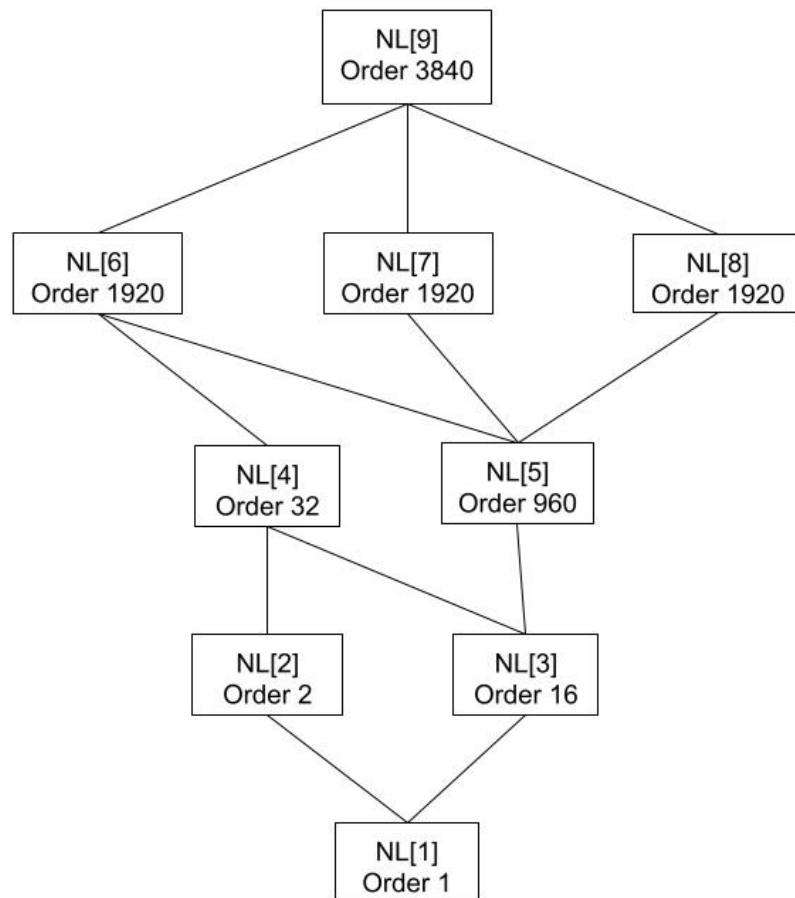 NL[9]
Order 3840
NL[6]
Order 1920
NL[7]
Order 1920
NL[8]
Order 1920
NL[4]
Order 32
NL[5]
Order 960
NL[2]
Order 2
NL[3]
Order 16
NL[1]
Order 1